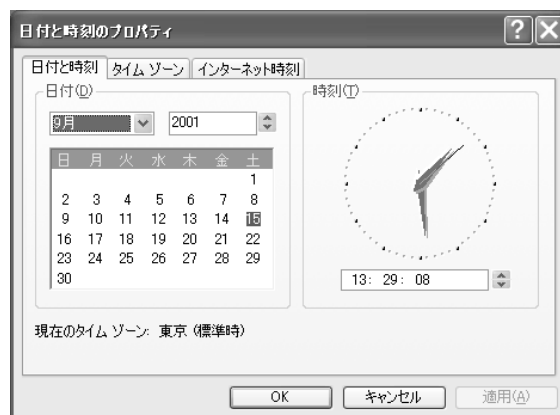 日付と時刻のプロパティ
日付と時刻 タイム ゾーン インターネット時刻
日付(D)
9月 2001
日 月 火 水 木 金 土
1
2 3 4 5 6 7 8
9 10 11 12 13 14 15
16 17 18 19 20 21 22
23 24 25 26 27 28 29
30
時刻(T)
13: 29: 08
現在のタイム ゾーン: 東京 (標準時)
OK キャンセル 適用(A)